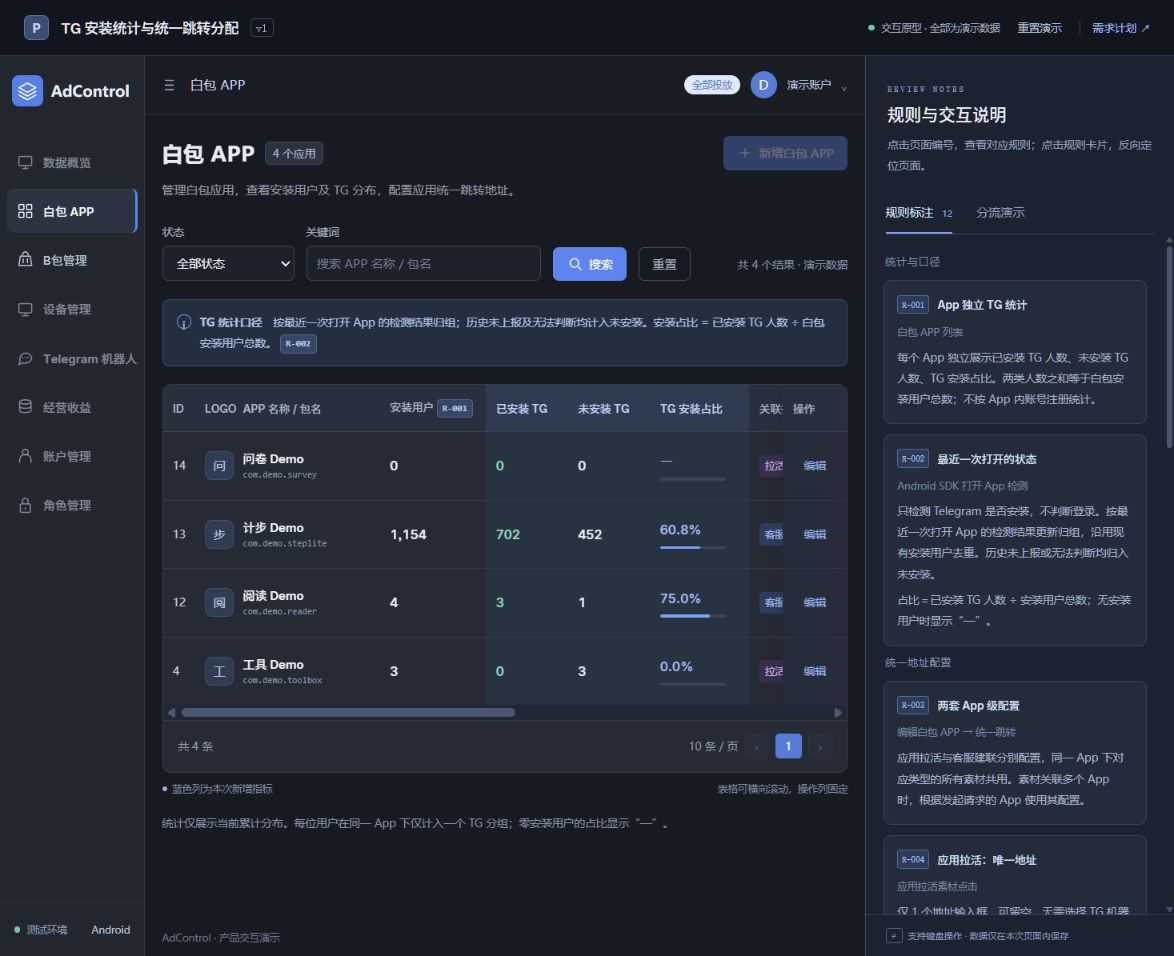 P TG 安装统计与统一跳转分配 v1
交互原型 · 全部为演示数据 重置演示 需求计划 ↗
AdControl
数据概览
白包 APP
B包管理
设备管理
Telegram 机器人
经营收益
账户管理
角色管理
测试环境 Android
白包 APP
全部投放 D 演示账户
白包 APP 4 个应用
+ 新增白包 APP
管理白包应用，查看安装用户及 TG 分布，配置应用统一跳转地址。
状态 关键词
全部状态 搜索 APP 名称 / 包名 搜索 重置 共 4 个结果 · 演示数据
TG 统计口径 按最近一次打开 App 的检测结果归组；历史未上报及无法判断均计入未安装。安装占比 = 已安装 TG 人数 ÷ 白包
安装用户总数。 R-002
ID LOGO APP 名称 / 包名 安装用户 R-001 已安装 TG 未安装 TG TG 安装占比 关联 操作
14 问 问卷 Demo 0 0 0 — 拉活 编辑
com.demo.survey
13 步 计步 Demo 1,154 702 452 60.8% 客服 编辑
com.demo.steplite
12 阅 阅读 Demo 4 3 1 75.0% 客服 编辑
com.demo.reader
4 工 工具 Demo 3 0 3 0.0% 拉活 编辑
com.demo.toolbox
共 4 条 10 条 / 页 ‹ 1 ›
蓝色列为本次新增指标 表格可横向滚动，操作列固定
统计仅展示当前累计分布。每位用户在同一 App 下仅计入一个 TG 分组；零安装用户的占比显示“—”。
AdControl · 产品交互演示
REVIEW NOTES
规则与交互说明
点击页面编号，查看对应规则；点击规则卡片，反向定
位页面。
规则标注 12 分流演示
统计与口径
R-001 App 独立 TG 统计
白包 APP 列表
每个 App 独立展示已安装 TG 人数、未安装 TG
人数、TG 安装占比。两类人数之和等于白包安
装用户总数；不按 App 内账号注册统计。
R-002 最近一次打开的状态
Android SDK 打开 App 检测
只检测 Telegram 是否安装，不判断登录。按最
近一次打开 App 的检测结果更新归组，沿用现
有安装用户去重。历史未上报或无法判断均归入
未安装。
占比 = 已安装 TG 人数 ÷ 安装用户总数；无安装
用户时显示“—”。
统一地址配置
R-003 两套 App 级配置
编辑白包 APP → 统一跳转
应用拉活与客服建联分别配置，同一 App 下对
应类型的所有素材共用。素材关联多个 App
时，根据发起请求的 App 使用其配置。
R-004 应用拉活：唯一地址
应用拉活素材点击
仅 1 个地址输入框，可留空，无需选择 TG 机器
支持键盘操作 · 数据仅在本次页面内保存